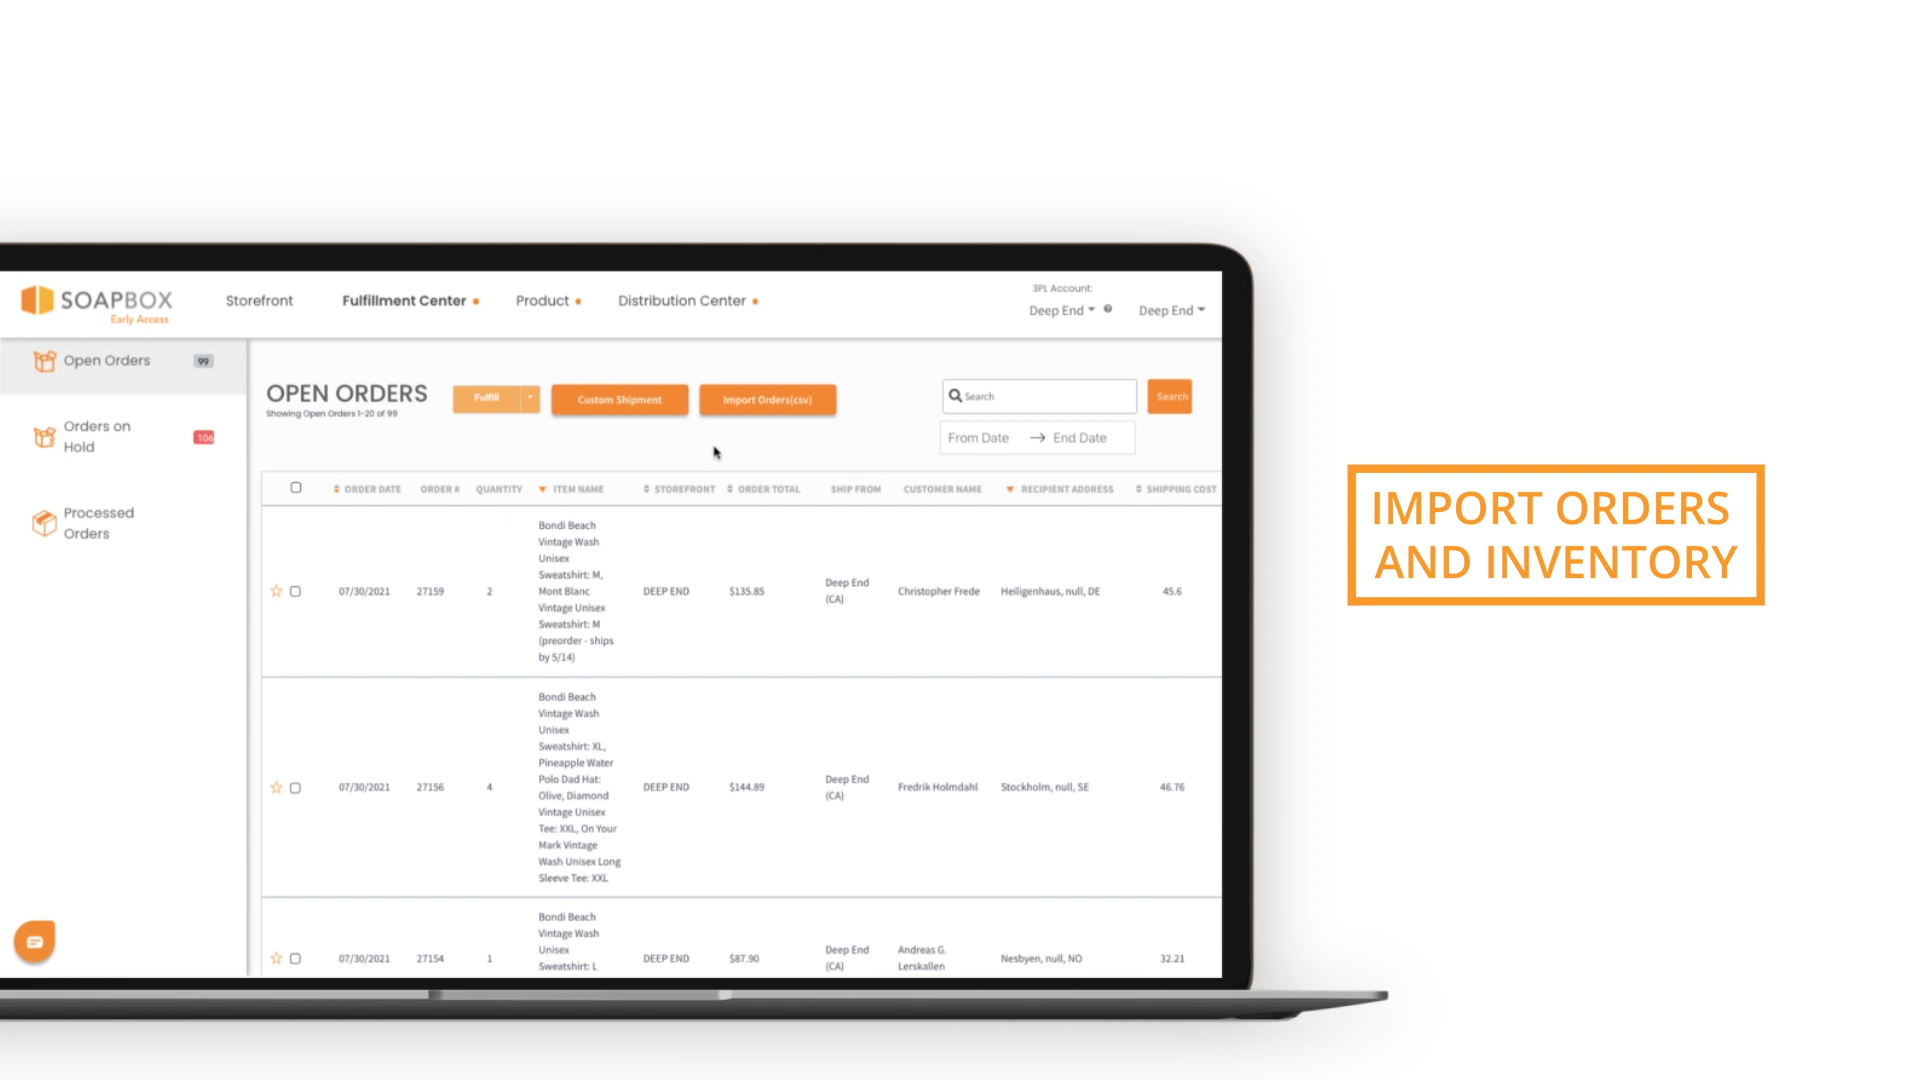 SOAPBOX
Early Access
Storefront
Fulfillment Center
Product
Distribution Center
3PL Account:
Deep End
Deep End
Open Orders 99
Orders on
Hold
106
Processed
Orders
OPEN ORDERS
Showing Open Orders 1-20 of 99
Fulfill
Custom Shipment
Import Orders(csv)
Search
Search
From Date → End Date
ORDER DATE ORDER # QUANTITY ITEM NAME STOREFRONT ORDER TOTAL SHIP FROM CUSTOMER NAME RECIPIENT ADDRESS SHIPPING COST
07/30/2021
27159
2
Bondi Beach
Vintage Wash
Unisex
Sweatshirt: M,
Mont Blanc
Vintage Unisex
Sweatshirt: M
(preorder - ships
by 5/14)
DEEP END
$135.85
Deep End
(CA)
Christopher Frede
Heiligenhaus, null, DE
45.6
07/30/2021
27156
4
Bondi Beach
Vintage Wash
Unisex
Sweatshirt: XL,
Pineapple Water
Polo Dad Hat:
Olive, Diamond
Vintage Unisex
Tee: XXL, On Your
Mark Vintage
Wash Unisex Long
Sleeve Tee: XXL
DEEP END
$144.89
Deep End
(CA)
Fredrik Holmdahl
Stockholm, null, SE
46.76
07/30/2021
27154
1
Bondi Beach
Vintage Wash
Unisex
Sweatshirt: L
DEEP END
$87.90
Deep End
(CA)
Andreas G.
Lerskallen
Nesbyen, null, NO
32.21
IMPORT ORDERS
AND INVENTORY